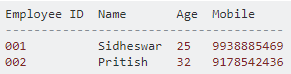 Employee ID  Name       Age  Mobile
----------------------------------------
001          Sidheswar  25   9938885469
002          Pritish    32   9178542436